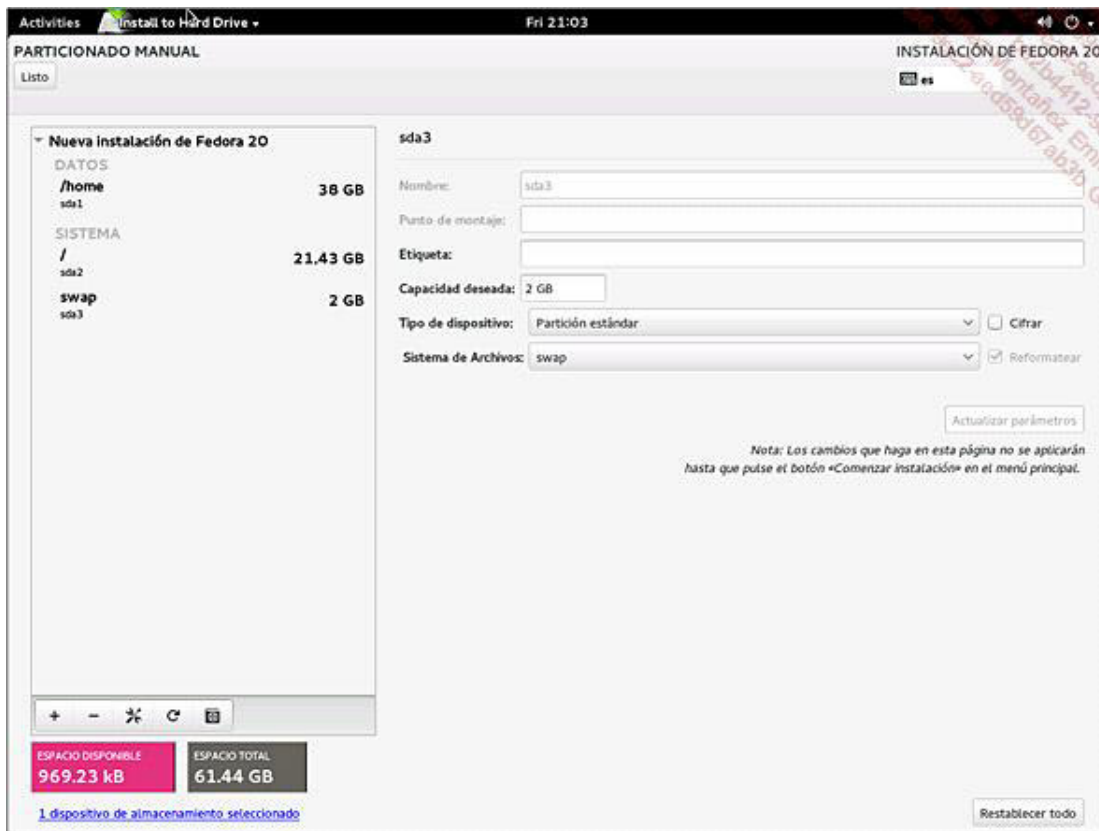 Activities Install to Hard Drive Fri 21:03
PARTICIONADO MANUAL
INSTALACIÓN DE FEDORA 20
Listo
es
Nueva instalación de Fedora 20
DATOS
/home 38 GB
sda1
SISTEMA
/ 21,43 GB
sda2
swap 2 GB
sda3
sda3
Nombre: sda3
Punto de montaje:
Etiqueta:
Capacidad deseada: 2 GB
Tipo de dispositivo: Partición estándar Cifrar
Sistema de Archivos: swap Reformatear
Actualizar parámetros
Nota: Los cambios que haga en esta página no se aplicarán
hasta que pulse el botón «Comenzar instalación» en el menú principal.
+ −
ESPACIO DISPONIBLE
969.23 kB
ESPACIO TOTAL
61.44 GB
1 dispositivo de almacenamiento seleccionado
Restablecer todo